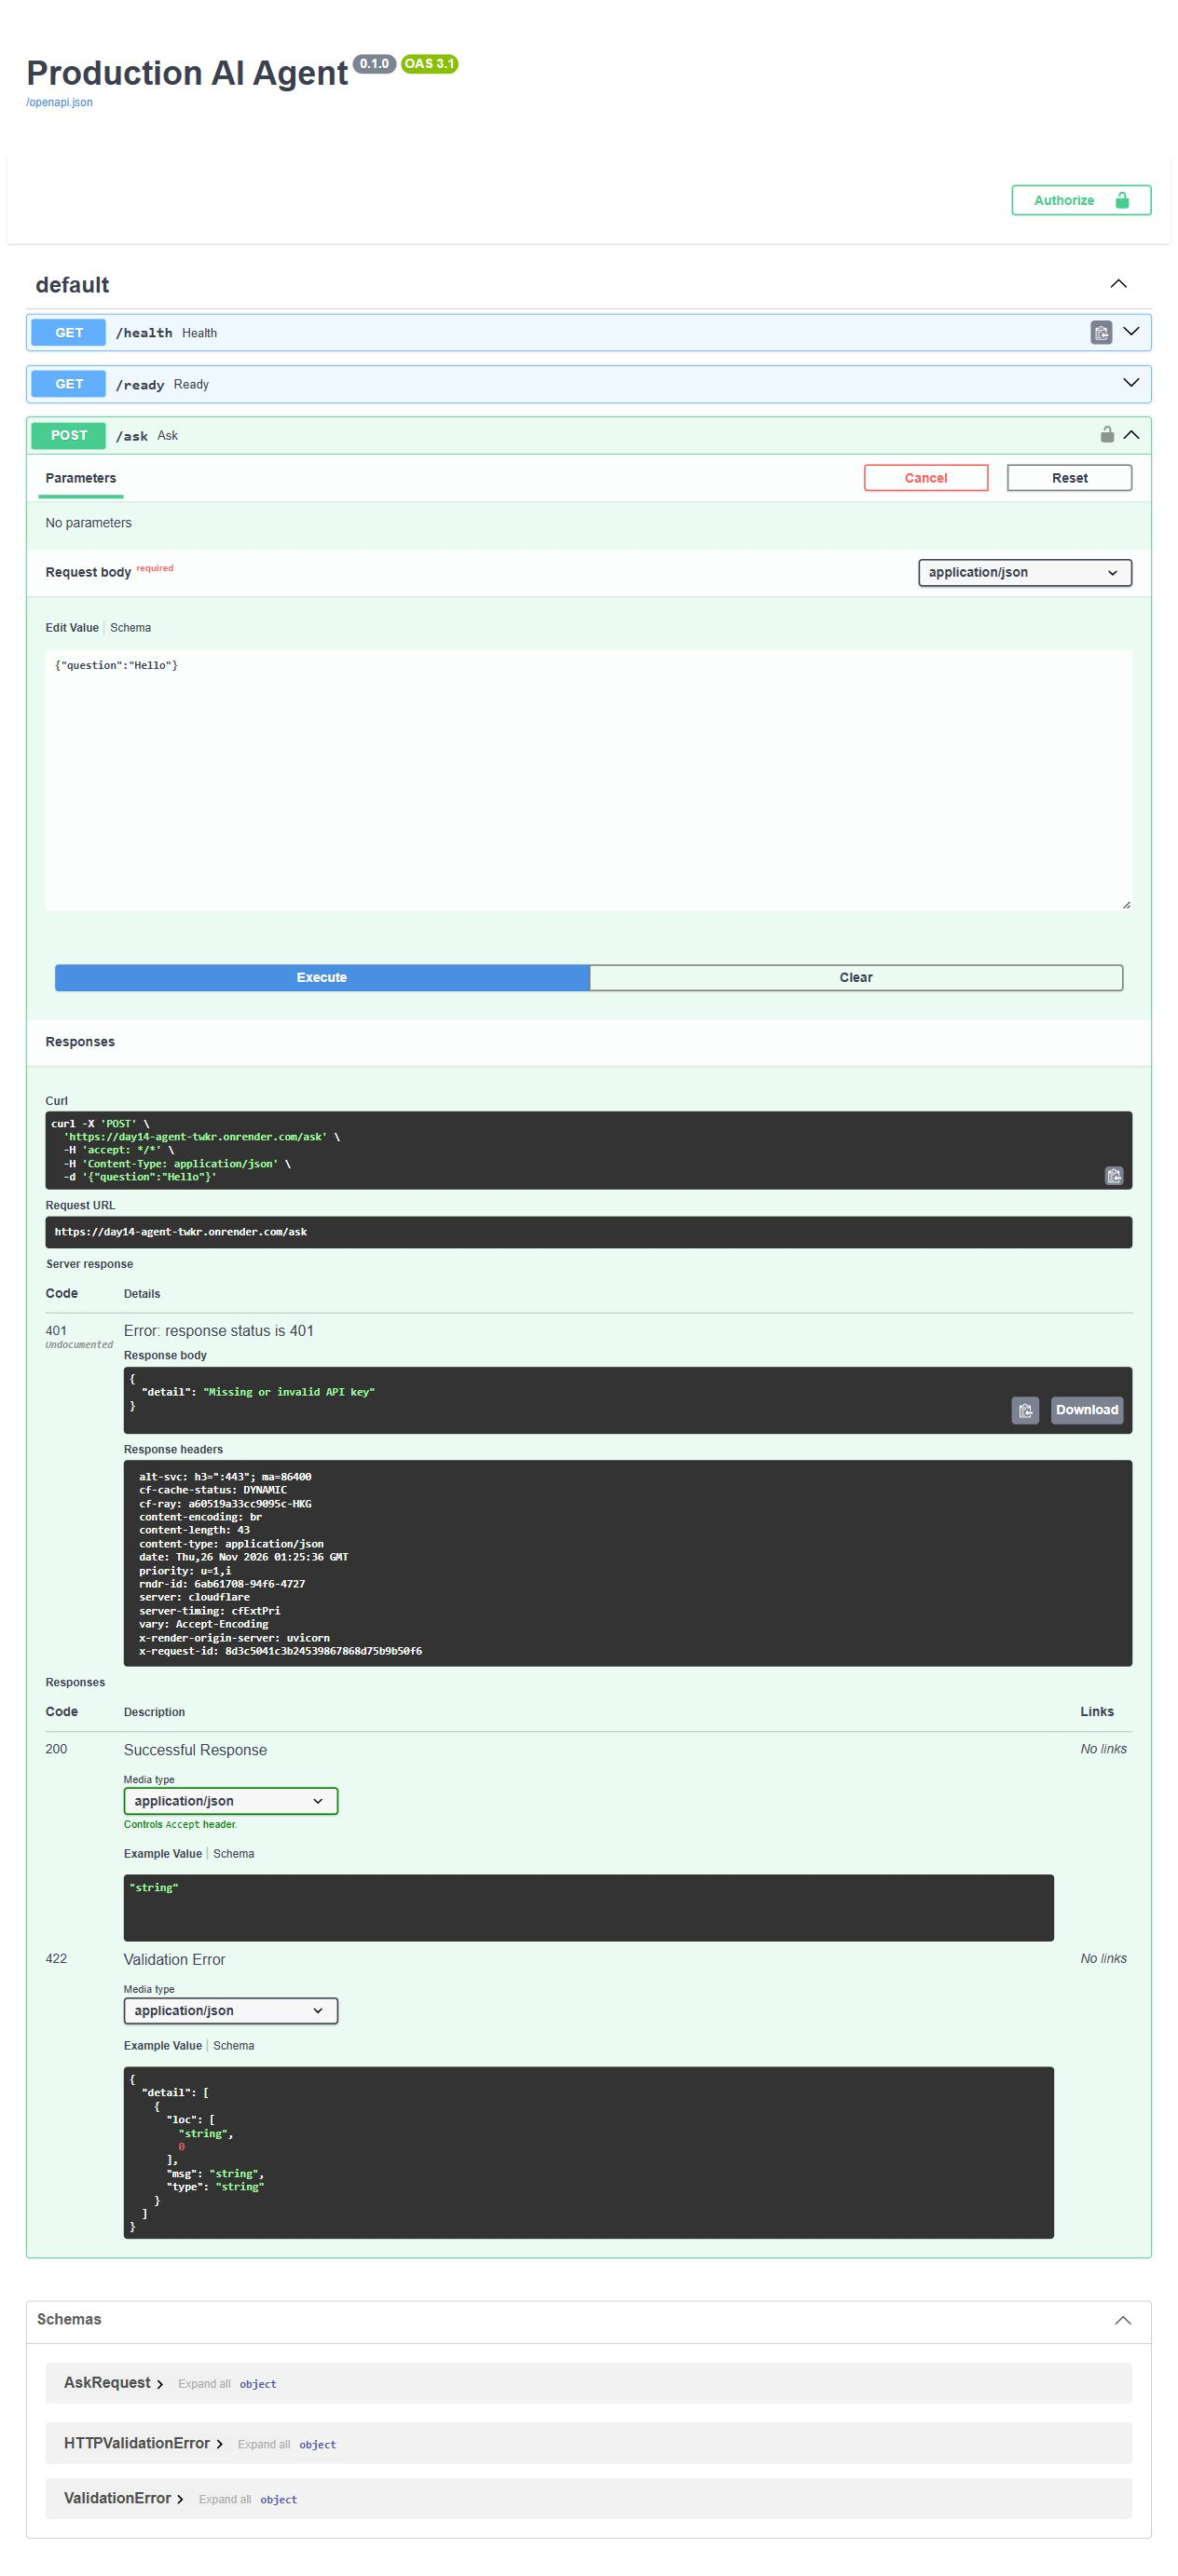 Production AI Agent 0.1.0 OAS 3.1
/openapi.json
Authorize
default
GET /health Health
GET /ready Ready
POST /ask Ask
Parameters Cancel Reset
No parameters
Request body required application/json
Edit Value Schema
{"question":"Hello"}
Execute Clear
Responses
Curl
curl -X 'POST' \
'https://day14-agent-twkr.onrender.com/ask' \
-H 'accept: */*' \
-H 'Content-Type: application/json' \
-d '{"question":"Hello"}'
Request URL
https://day14-agent-twkr.onrender.com/ask
Server response
Code Details
401 Error: response status is 401
Undocumented
Response body
{
"detail": "Missing or invalid API key"
}
Download
Response headers
alt-svc: h3=":443"; ma=86400
cf-cache-status: DYNAMIC
cf-ray: a60519a33cc9095c-HKG
content-encoding: br
content-length: 43
content-type: application/json
date: Thu,26 Nov 2026 01:25:36 GMT
priority: u=1,i
rndr-id: 6ab61708-94f6-4727
server: cloudflare
server-timing: cfExtPri
vary: Accept-Encoding
x-render-origin-server: uvicorn
x-request-id: 8d3c5041c3b24539867868d75b9b50f6
Responses
Code Description Links
200 Successful Response No links
Media type
application/json
Controls Accept header.
Example Value Schema
"string"
422 Validation Error No links
Media type
application/json
Example Value Schema
{
"detail": [
{
"loc": [
"string",
0
],
"msg": "string",
"type": "string"
}
]
}
Schemas
AskRequest Expand all object
HTTPValidationError Expand all object
ValidationError Expand all object